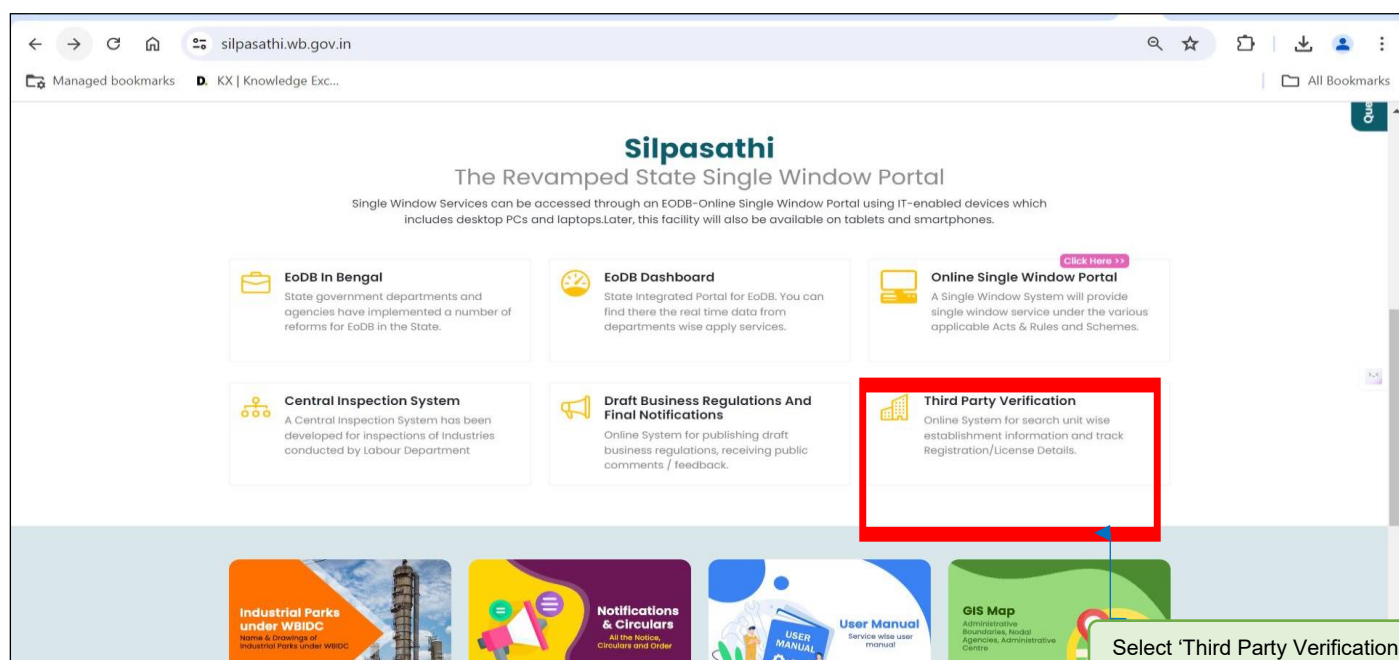 silpasathi.wb.gov.in
Managed bookmarks
D. KX | Knowledge Exc...
All Bookmarks
Que
Silpasathi
The Revamped State Single Window Portal
Single Window Services can be accessed through an EODB-Online Single Window Portal using IT-enabled devices which
includes desktop PCs and laptops.Later, this facility will also be available on tablets and smartphones.
EoDB In Bengal
State government departments and
agencies have implemented a number of
reforms for EoDB in the State.
EoDB Dashboard
State Integrated Portal for EoDB. You can
find there the real time data from
departments wise apply services.
Click Here >>
Online Single Window Portal
A Single Window System will provide
single window service under the various
applicable Acts & Rules and Schemes.
Central Inspection System
A Central Inspection System has been
developed for inspections of Industries
conducted by Labour Department
Draft Business Regulations And
Final Notifications
Online System for publishing draft
business regulations, receiving public
comments / feedback.
Third Party Verification
Online System for search unit wise
establishment information and track
Registration/License Details.
Industrial Parks
under WBIDC
Name & Drawings of
Industrial Parks under WBIDC
Notifications
& Circulars
All the Notice,
Circulars and Order
USER
MANUAL
User Manual
Service wise user
manual
GIS Map
Administrative
Boundaries, Nodal
Agencies, Administrative
Centre
Select ‘Third Party Verification